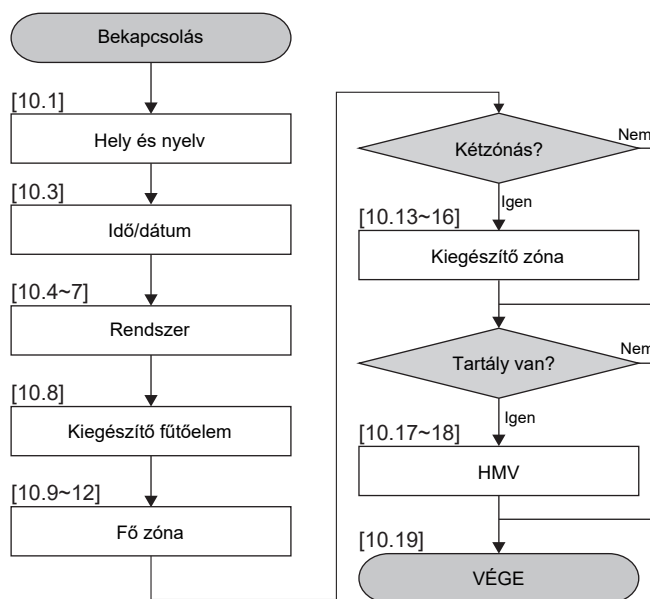 Bekapcsolás
[10.1]
Hely és nyelv
[10.3]
Idő/dátum
[10.4~7]
Rendszer
[10.8]
Kiegészítő fűtőelem
[10.9~12]
Fő zóna
Kétzónás?
Nem
Igen
[10.13~16]
Kiegészítő zóna
Tartály van?
Nem
Igen
[10.17~18]
HMV
[10.19]
VÉGE